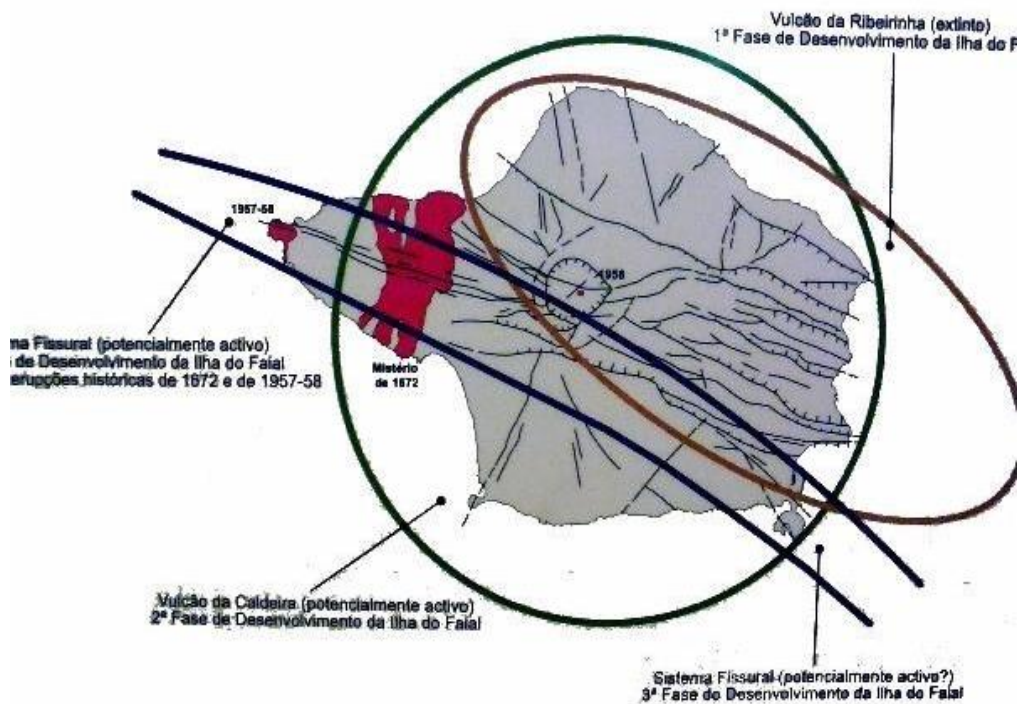 Vulcão da Ribeirinha (extinto)
1ª Fase de Desenvolvimento da Ilha do F
1957-58
1958
ma Fissural (potencialmente activo)
de Desenvolvimento da Ilha do Faial
erupções históricas de 1672 e de 1957-58
Mistério
de 1672
Vulcão da Caldeira (potencialmente activo)
2ª Fase de Desenvolvimento da Ilha do Faial
Sistema Fissural (potencialmente activo?)
3ª Fase do Desenvolvimento da Ilha do Faial